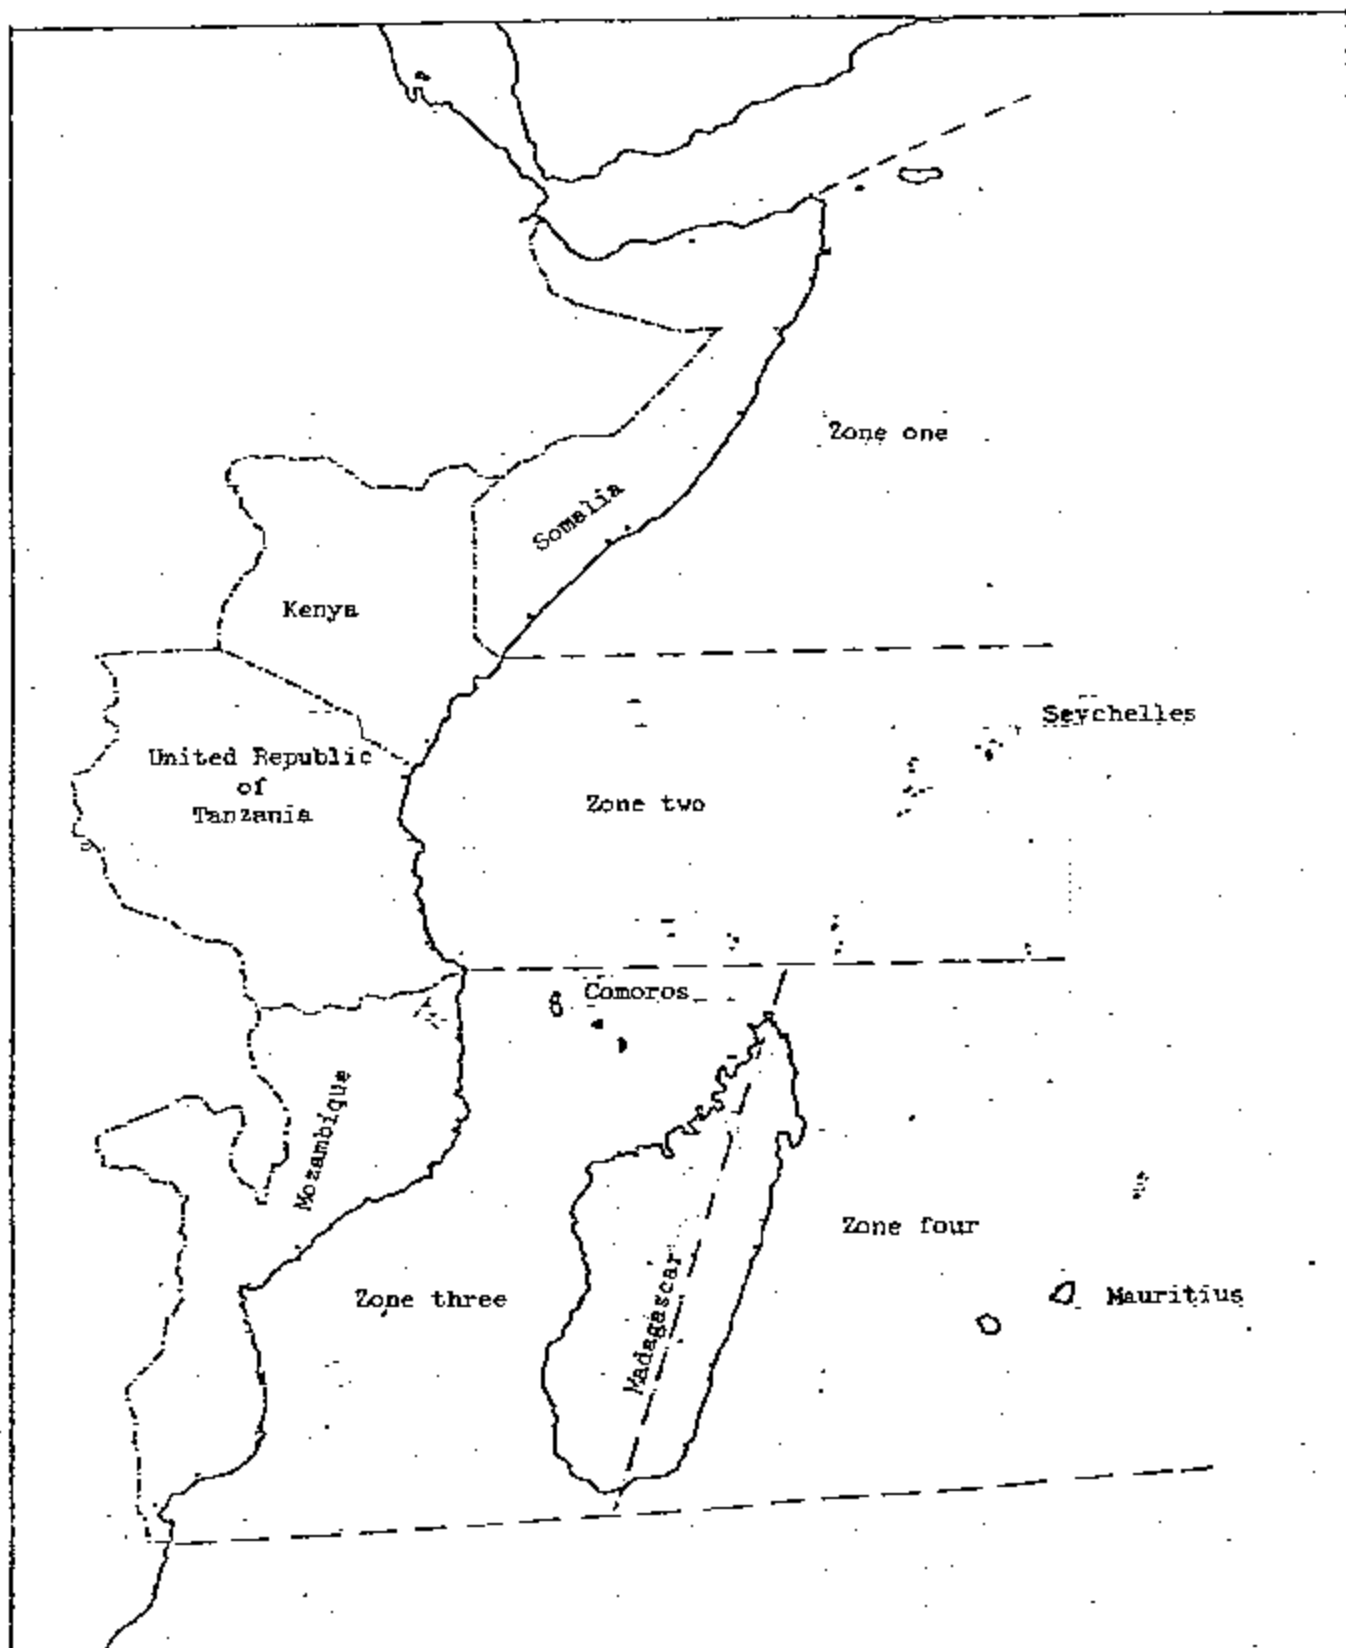 Zone one
Somalia
Kenya
Seychelles
United Republic
of
Tanzania
Zone two
Comoros
Mozambique
Zone four
Madagascar
Zone three
Mauritius